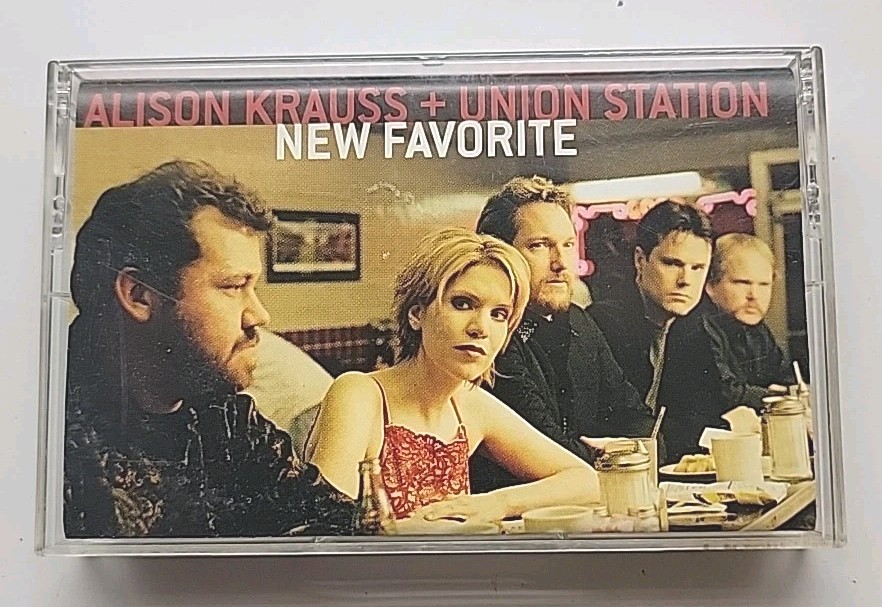 ALISON KRAUSS + UNION STATION
NEW FAVORITE